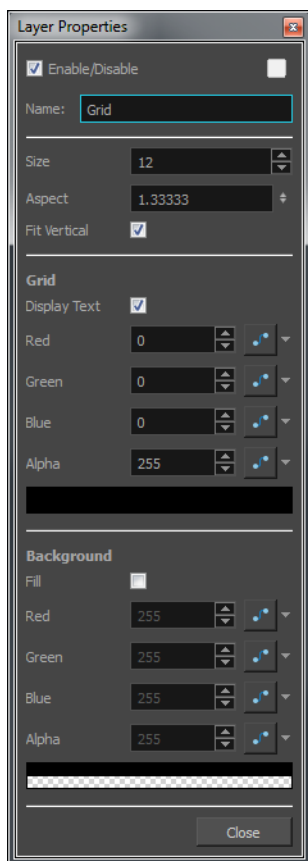 Layer Properties
Enable/Disable
Name: Grid
Size 12
Aspect 1.33333
Fit Vertical
Grid
Display Text
Red 0
Green 0
Blue 0
Alpha 255
Background
Fill
Red 255
Green 255
Blue 255
Alpha 255
Close